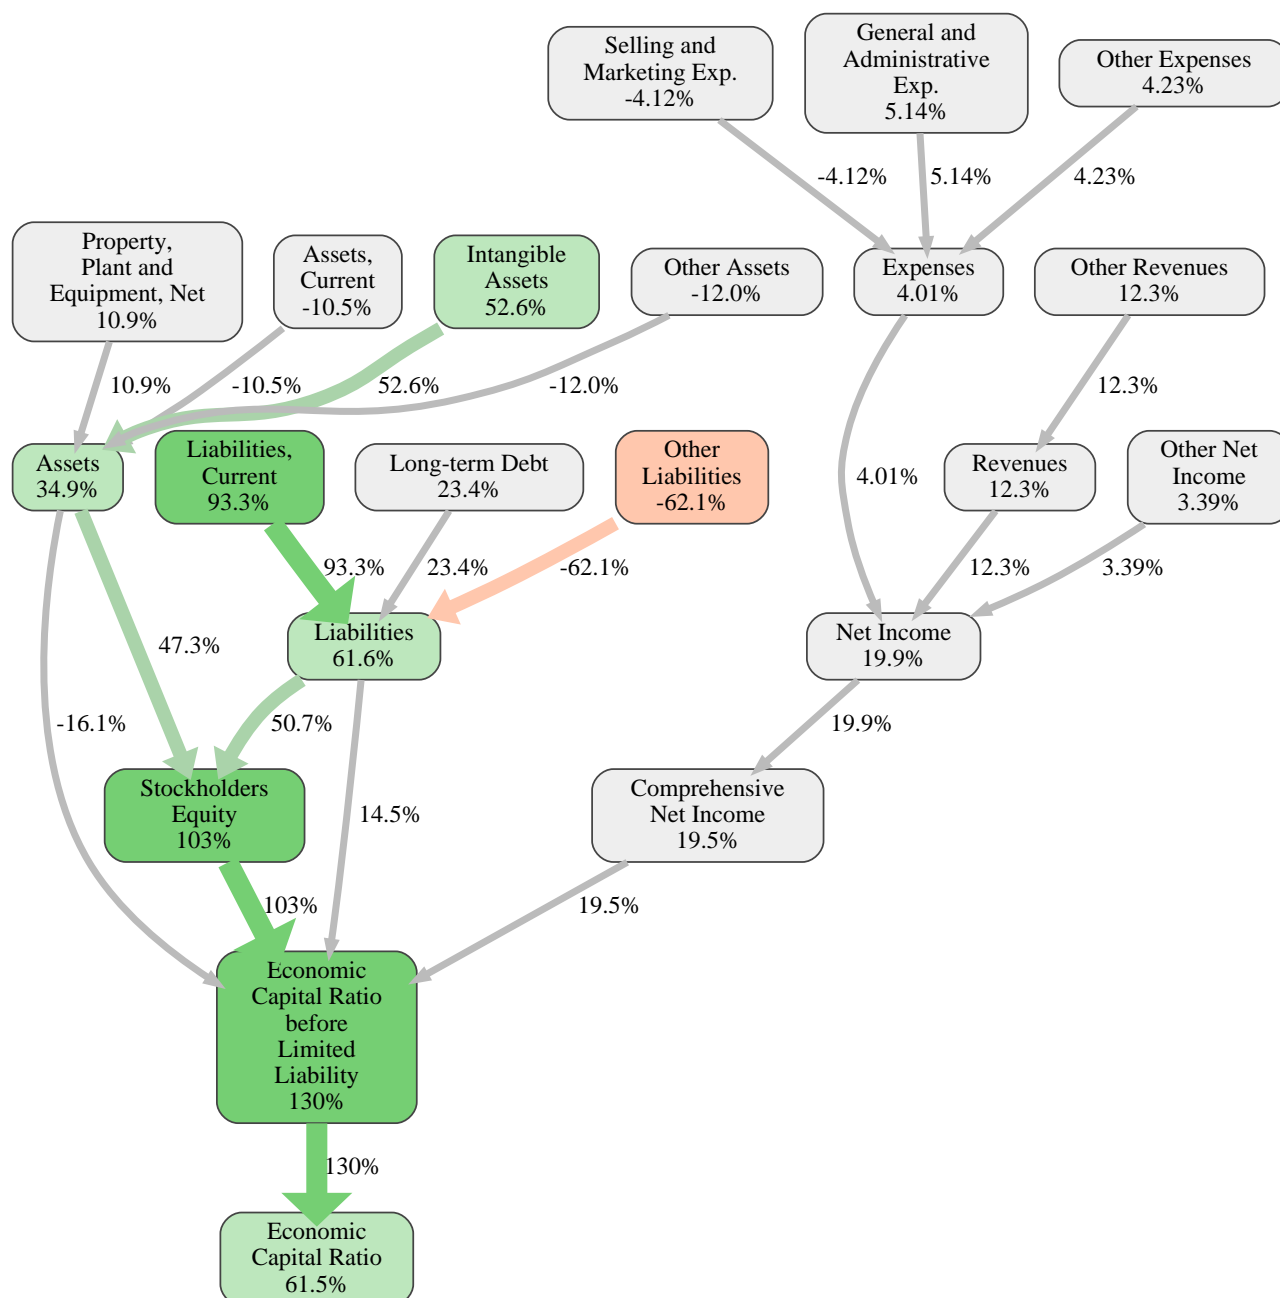 Selling and
Marketing Exp.
-4.12%
General and
Administrative
Exp.
5.14%
Other Expenses
4.23%
-4.12%
5.14%
4.23%
Property,
Plant and
Equipment, Net
10.9%
Assets,
Current
-10.5%
Intangible
Assets
52.6%
Other Assets
-12.0%
Expenses
4.01%
Other Revenues
12.3%
10.9%
-10.5%
52.6%
-12.0%
12.3%
Assets
34.9%
Liabilities,
Current
93.3%
Long-term Debt
23.4%
Other
Liabilities
-62.1%
4.01%
Revenues
12.3%
Other Net
Income
3.39%
93.3%
23.4%
-62.1%
12.3%
3.39%
47.3%
Liabilities
61.6%
Net Income
19.9%
-16.1%
50.7%
19.9%
Stockholders
Equity
103%
14.5%
Comprehensive
Net Income
19.5%
103%
19.5%
Economic
Capital Ratio
before
Limited
Liability
130%
130%
Economic
Capital Ratio
61.5%